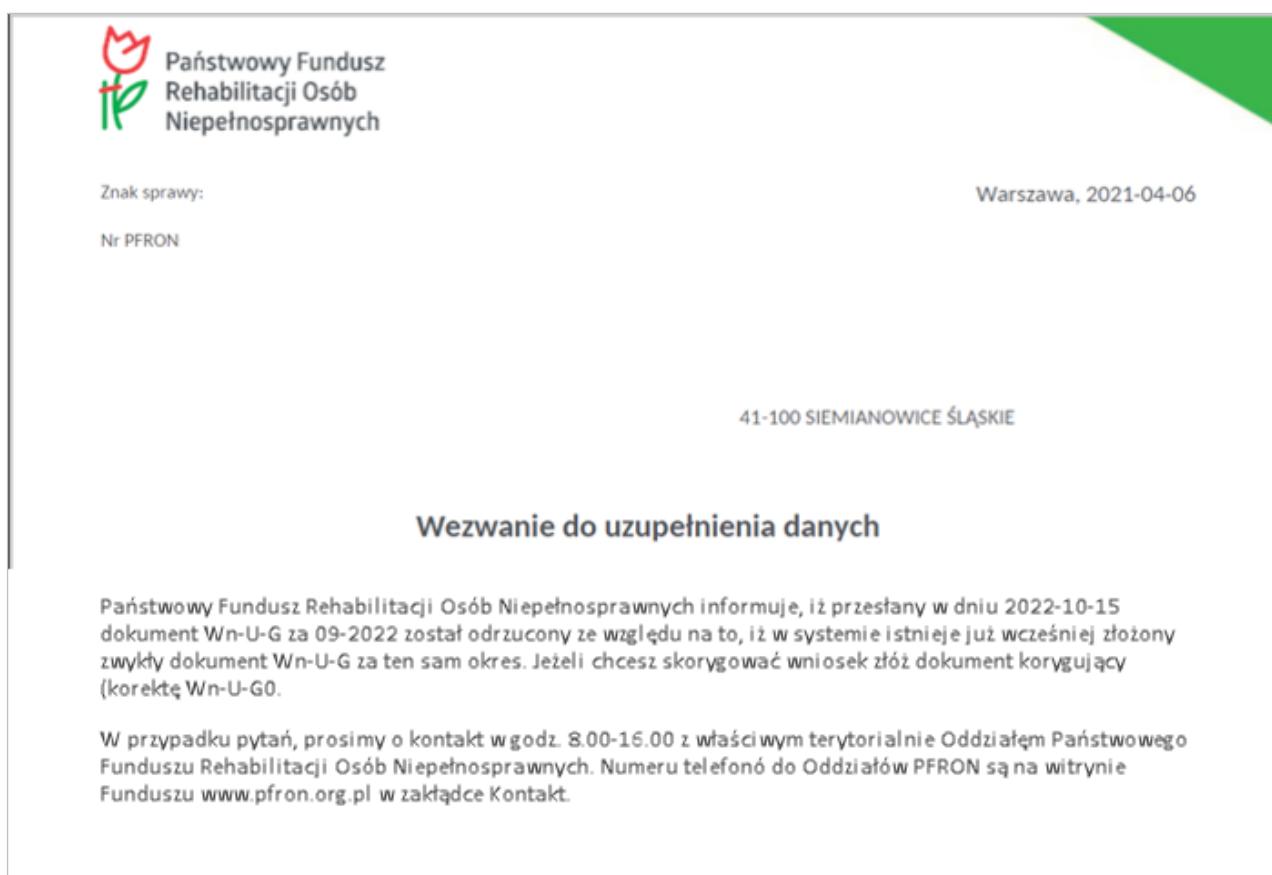 Państwowy Fundusz
Rehabilitacji Osób
Niepełnosprawnych
Znak sprawy:
Warszawa, 2021-04-06
Nr PFRON
41-100 SIEMIANOWICE ŚLĄSKIE
Wezwanie do uzupełnienia danych
Państwowy Fundusz Rehabilitacji Osób Niepełnosprawnych informuje, iż przesłany w dniu 2022-10-15
dokument Wn-U-G za 09-2022 został odrzucony ze względu na to, iż w systemie istnieje już wcześniej złożony
zwykły dokument Wn-U-G za ten sam okres. Jeżeli chcesz skorygować wniosek złóż dokument korygujący
(korektę Wn-U-G0.
W przypadku pytań, prosimy o kontakt w godz. 8.00-16.00 z właściwym terytorialnie Oddziałęm Państwowego
Funduszu Rehabilitacji Osób Niepełnosprawnych. Numeru telefonó do Oddziałów PFRON są na witrynie
Funduszu www.pfron.org.pl w zakłądce Kontakt.